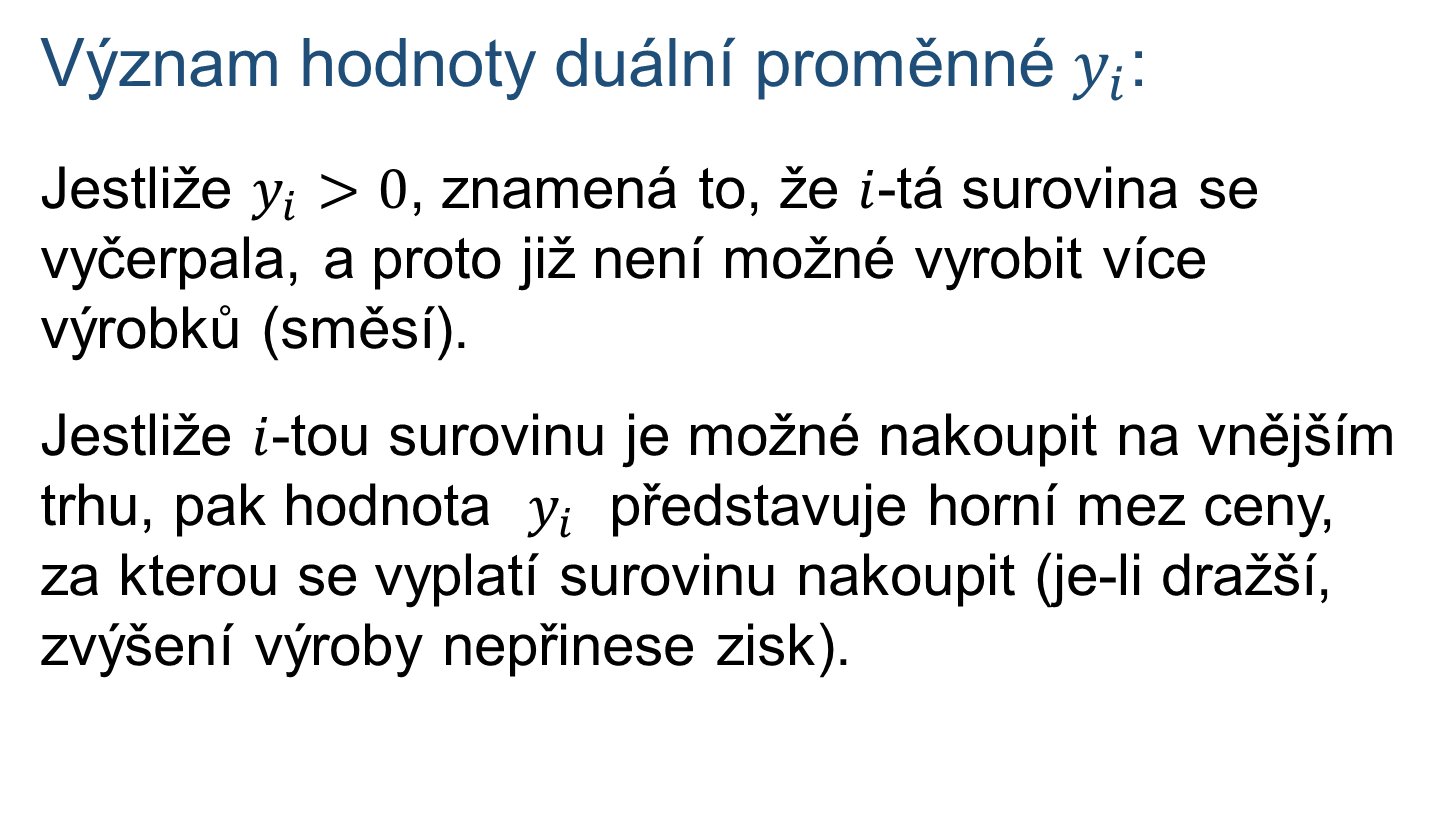 Význam hodnoty duální proměnné 𝑦ᵢ:
Jestliže 𝑦ᵢ > 0, znamená to, že 𝑖-tá surovina se
vyčerpala, a proto již není možné vyrobit více
výrobků (směsí).
Jestliže 𝑖-tou surovinu je možné nakoupit na vnějším
trhu, pak hodnota 𝑦ᵢ představuje horní mez ceny,
za kterou se vyplatí surovinu nakoupit (je-li dražší,
zvýšení výroby nepřinese zisk).